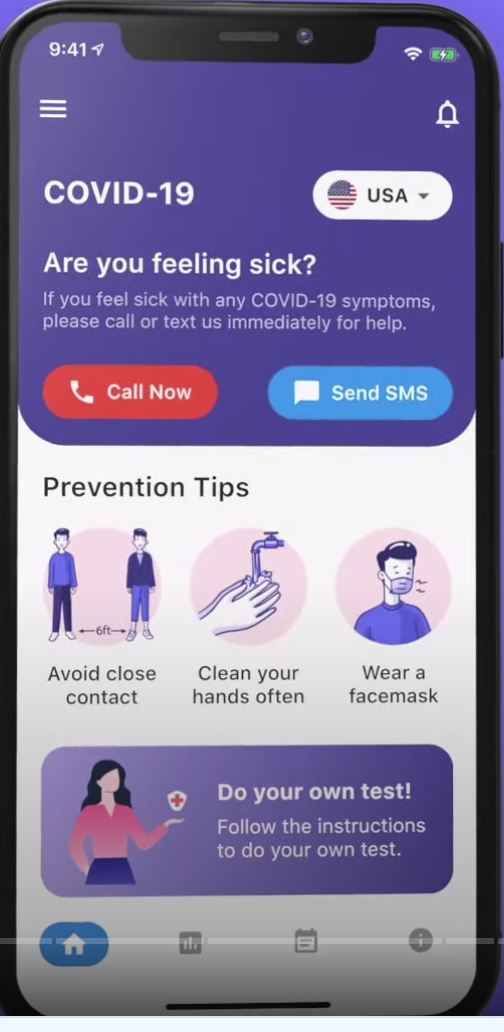 9:41
COVID-19
USA
Are you feeling sick?
If you feel sick with any COVID-19 symptoms,
please call or text us immediately for help.
Call Now
Send SMS
Prevention Tips
6ft
Avoid close
contact
Clean your
hands often
Wear a
facemask
Do your own test!
Follow the instructions
to do your own test.